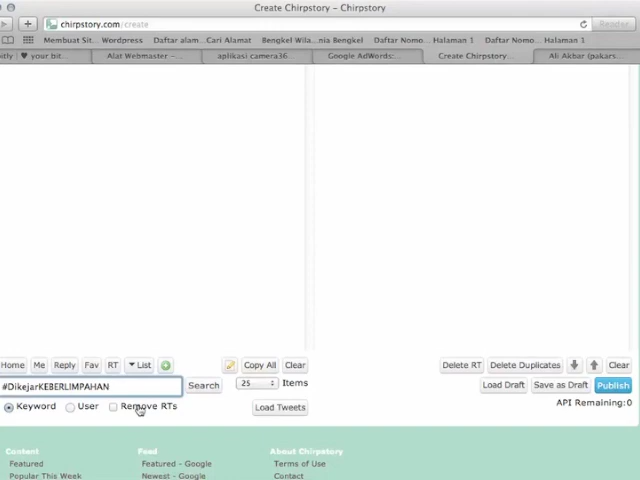 Create Chirpstory – Chirpstory
chirpstory.com/create
Reader
Membuat Sit... Wordpress Daftar alam...Cari Alamat Bengkel Wila...nia Bengkel Daftar Nomo... Halaman 1 Daftar Nomo... Halaman 1
itly | ♥ your bit... Alat Webmaster –... aplikasi camera36... Google AdWords:... Create Chirpstory... Ali Akbar (pakars...
Home Me Reply Fav RT List Copy All Clear Delete RT Delete Duplicates Clear
#DikejarKEBERLIMPAHAN Search 25 Items Load Draft Save as Draft Publish
Keyword User Remove RTs Load Tweets API Remaining:0
Content Feed About Chirpstory
Featured Featured - Google Terms of Use
Popular This Week Newest - Google Contact